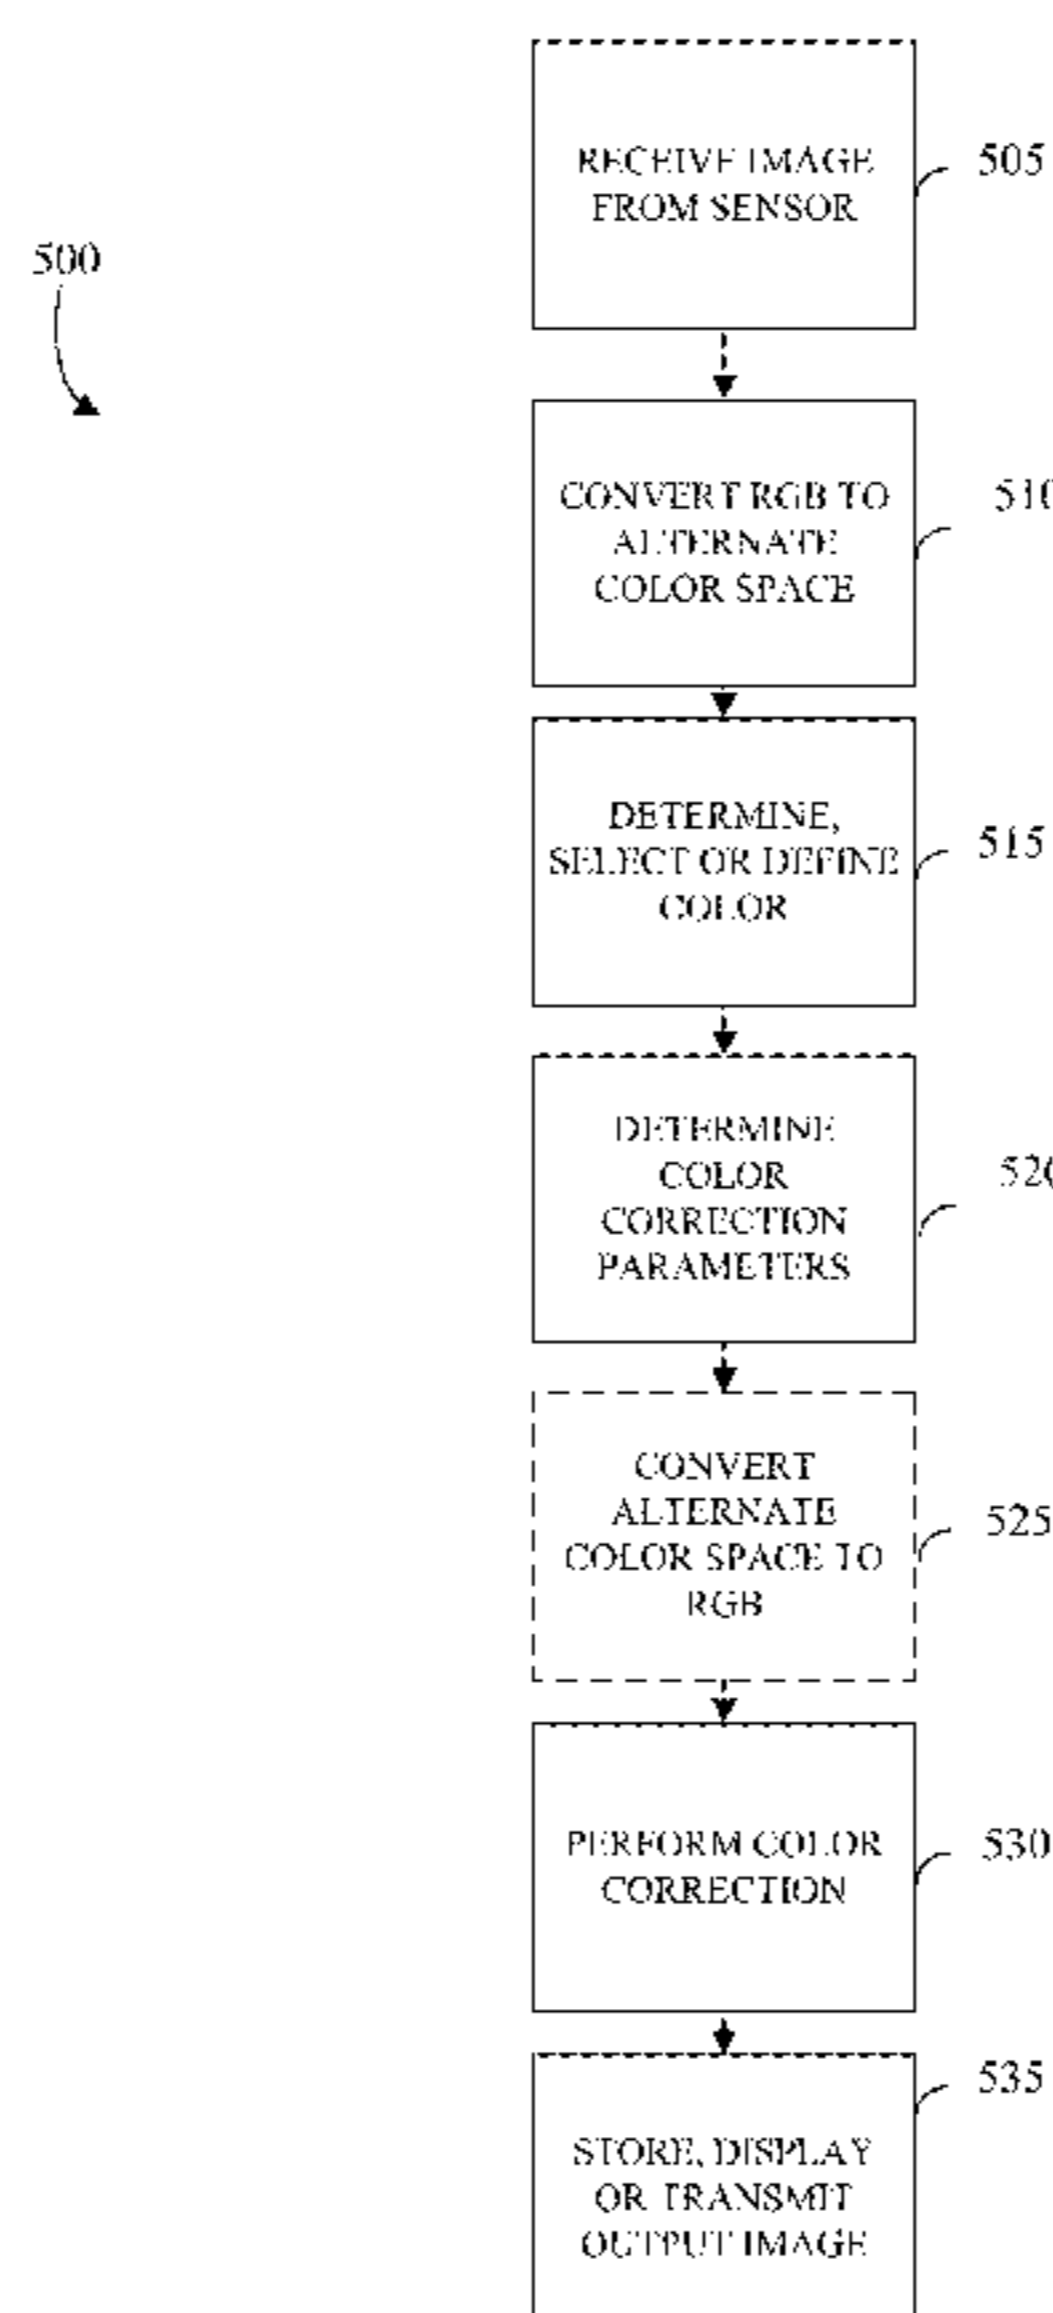 500
RECEIVE IMAGE
FROM SENSOR
505
CONVERT RGB TO
ALTERNATE
COLOR SPACE
510
DETERMINE,
SELECT OR DEFINE
COLOR
515
DETERMINE
COLOR
CORRECTION
PARAMETERS
520
CONVERT
ALTERNATE
COLOR SPACE TO
RGB
525
PERFORM COLOR
CORRECTION
530
STORE, DISPLAY
OR TRANSMIT
OUTPUT IMAGE
535